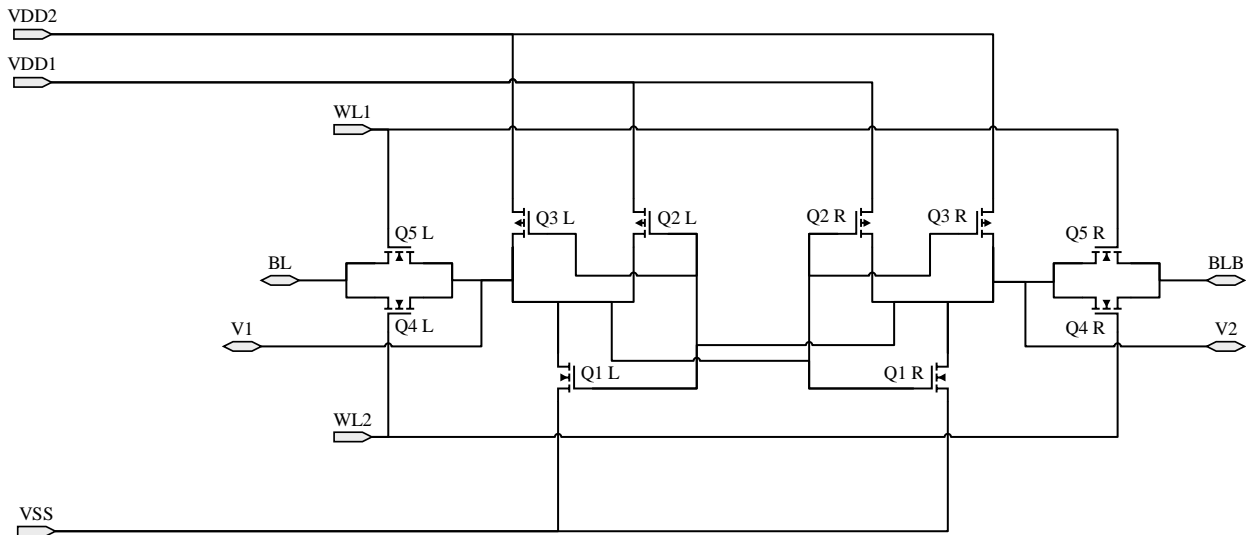 VDD2
VDD1
WL1
Q3 L
Q2 L
Q2 R
Q3 R
Q5 L
Q5 R
BL
BLB
Q4 L
Q4 R
V1
V2
Q1 L
Q1 R
WL2
VSS